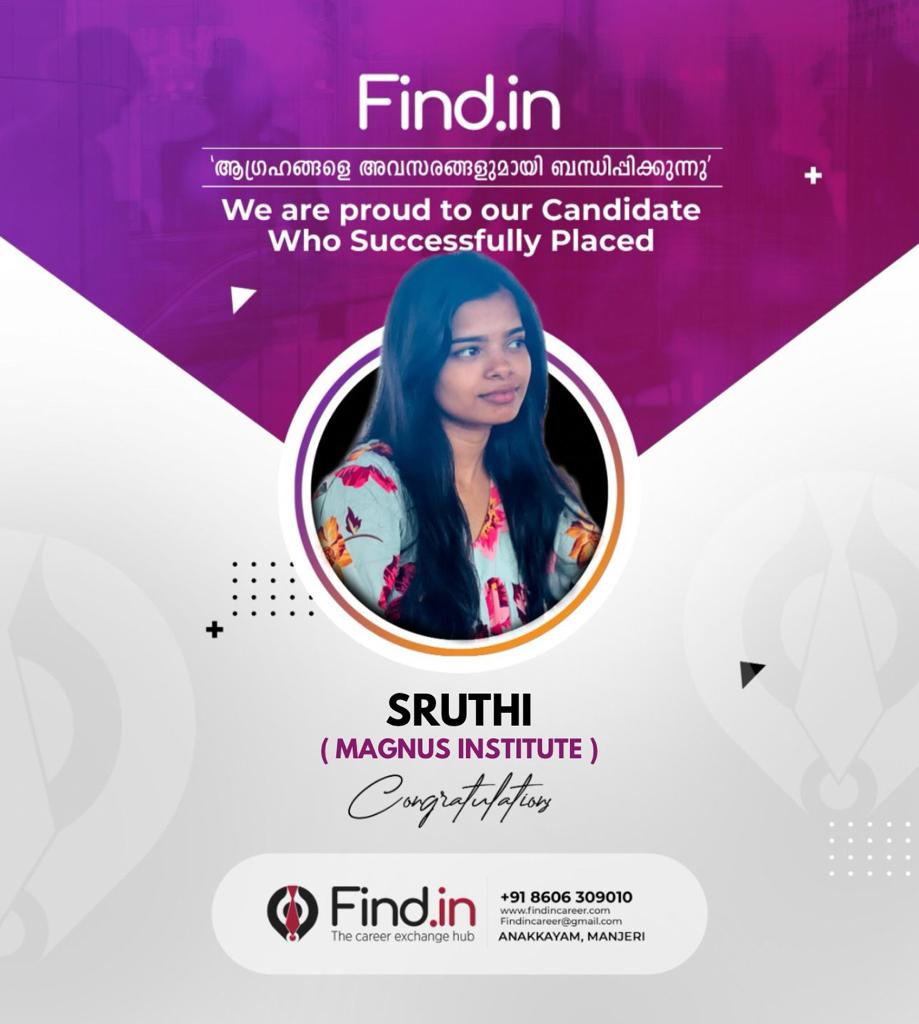 Find.in
'ആഗ്രഹങ്ങളെ അവസരങ്ങളുമായി ബന്ധിപ്പിക്കുന്നു'
We are proud to our Candidate
Who Successfully Placed
SRUTHI
( MAGNUS INSTITUTE )
Congratulations
Find.in
The career exchange hub
+91 8606 309010
www.findincareer.com
Findincareer@gmail.com
ANAKKAYAM, MANJERI